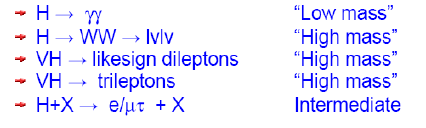 → H → γγ "Low mass"
→ H → WW → lνlν "High mass"
→ VH → likesign dileptons "High mass"
→ VH → trileptons "High mass"
→ H+X → e/μτ + X Intermediate